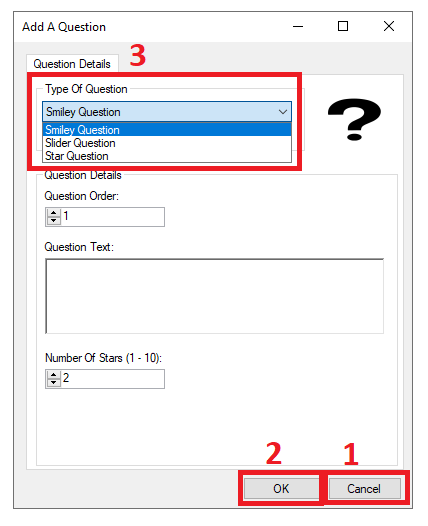 Add A Question
Question Details
3
Type Of Question
Smiley Question
Smiley Question
Slider Question
Star Question
?
Question Details
Question Order:
1
Question Text:
Number Of Stars (1 - 10):
2
2
1
OK
Cancel